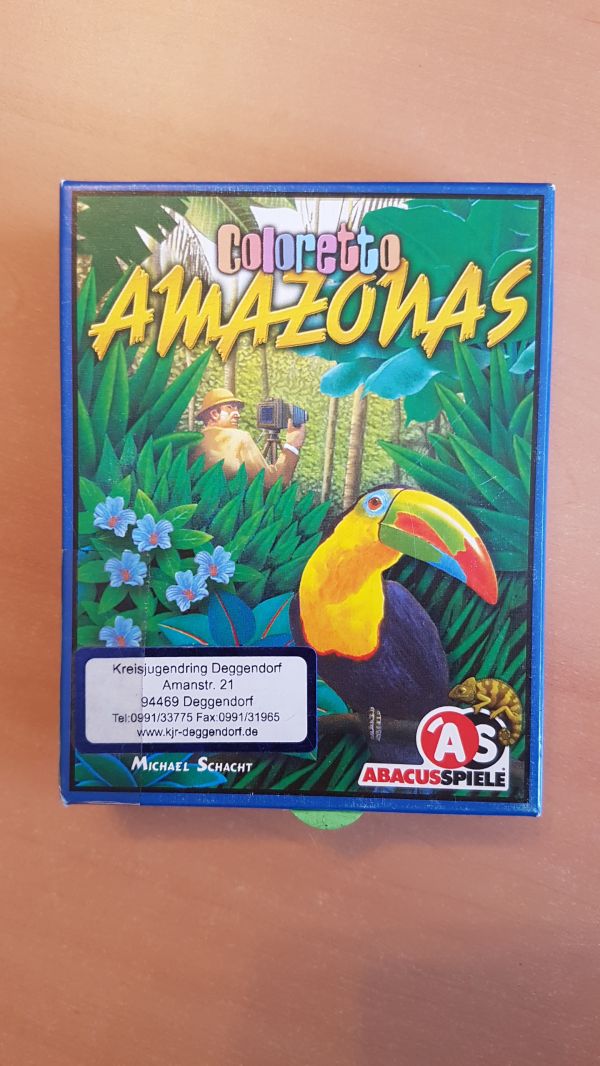 Coloretto
AMAZONAS
Kreisjugendring Deggendorf
Amanstr. 21
94469 Deggendorf
Tel:0991/33775 Fax:0991/31965
www.kjr-deggendorf.de
MICHAEL SCHACHT
AS
ABACUSSPIELE